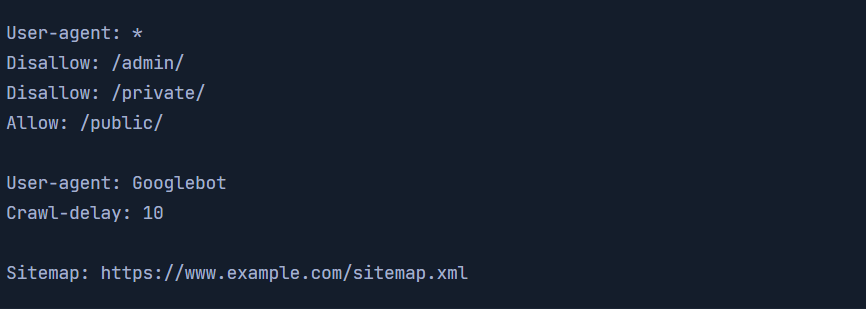 User-agent: *
Disallow: /admin/
Disallow: /private/
Allow: /public/

User-agent: Googlebot
Crawl-delay: 10

Sitemap: https://www.example.com/sitemap.xml